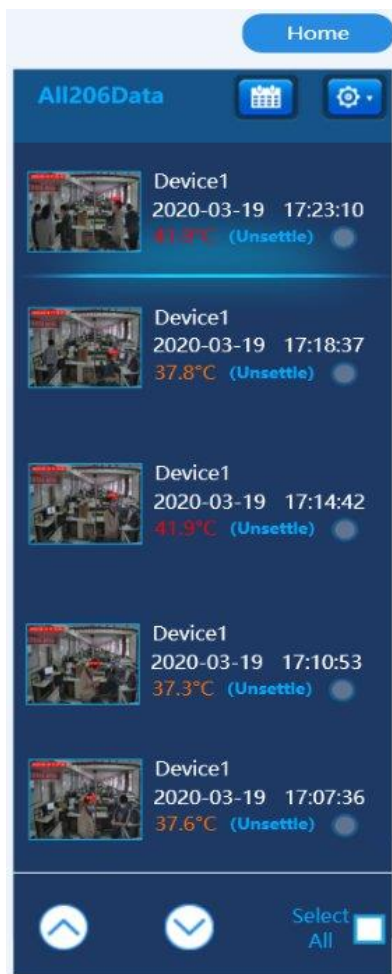 Home
All206Data
Device1
2020-03-19 17:23:10
(Unsettle)
Device1
2020-03-19 17:18:37
37.8°C (Unsettle)
Device1
2020-03-19 17:14:42
41.9°C (Unsettle)
Device1
2020-03-19 17:10:53
37.3°C (Unsettle)
Device1
2020-03-19 17:07:36
37.6°C (Unsettle)
Select
All